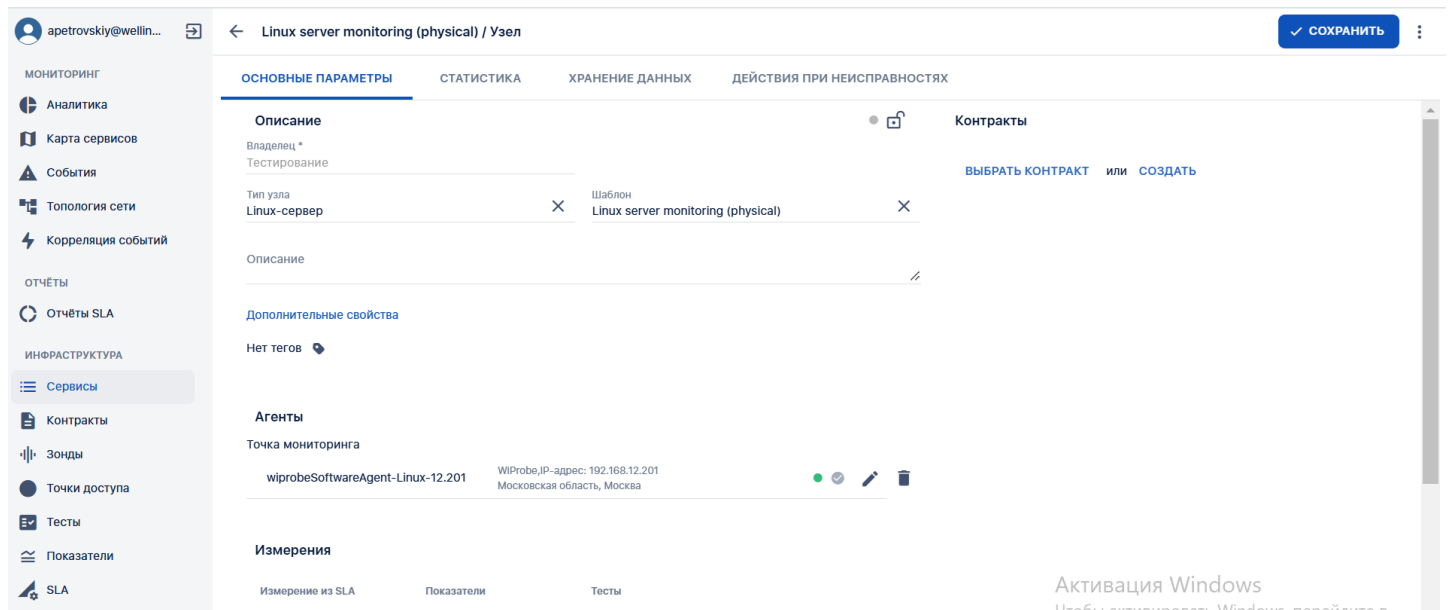 apetrovskiy@wellin...
МОНИТОРИНГ
Аналитика
Карта сервисов
События
Топология сети
Корреляция событий
ОТЧЁТЫ
Отчёты SLA
ИНФРАСТРУКТУРА
Сервисы
Контракты
Зонды
Точки доступа
Тесты
Показатели
SLA
Linux server monitoring (physical) / Узел
СОХРАНИТЬ
ОСНОВНЫЕ ПАРАМЕТРЫ СТАТИСТИКА ХРАНЕНИЕ ДАННЫХ ДЕЙСТВИЯ ПРИ НЕИСПРАВНОСТЯХ
Описание
Владелец *
Тестирование
Тип узла Шаблон
Linux-сервер Linux server monitoring (physical)
Описание
Дополнительные свойства
Нет тегов
Агенты
Точка мониторинга
wiprobeSoftwareAgent-Linux-12.201
WiProbe,IP-адрес: 192.168.12.201
Московская область, Москва
Измерения
Измерение из SLA Показатели Тесты
Контракты
ВЫБРАТЬ КОНТРАКТ или СОЗДАТЬ
Активация Windows
Чтобы активировать Windows, перейдите в